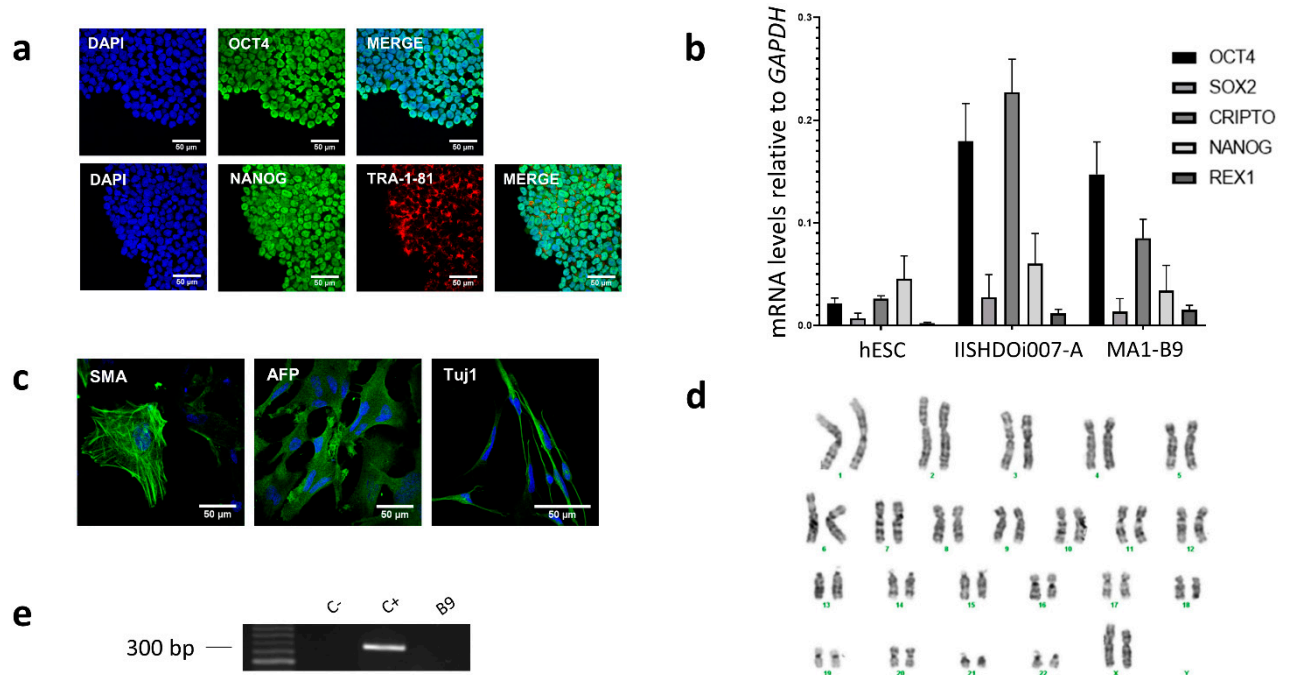 a
DAPI
OCT4
MERGE
50 µm
50 µm
50 µm
DAPI
NANOG
TRA-1-81
MERGE
50 µm
50 µm
50 µm
50 µm
b
mRNA levels relative to GAPDH
0.4
0.3
0.2
0.1
0.0
hESC
IISHDOi007-A
MA1-B9
OCT4
SOX2
CRIPTO
NANOG
REX1
c
SMA
AFP
Tuj1
50 µm
50 µm
50 µm
d
1
2
3
4
5
6
7
8
9
10
11
12
13
14
15
16
17
18
19
20
21
22
X
Y
e
C-
C+
B9
300 bp